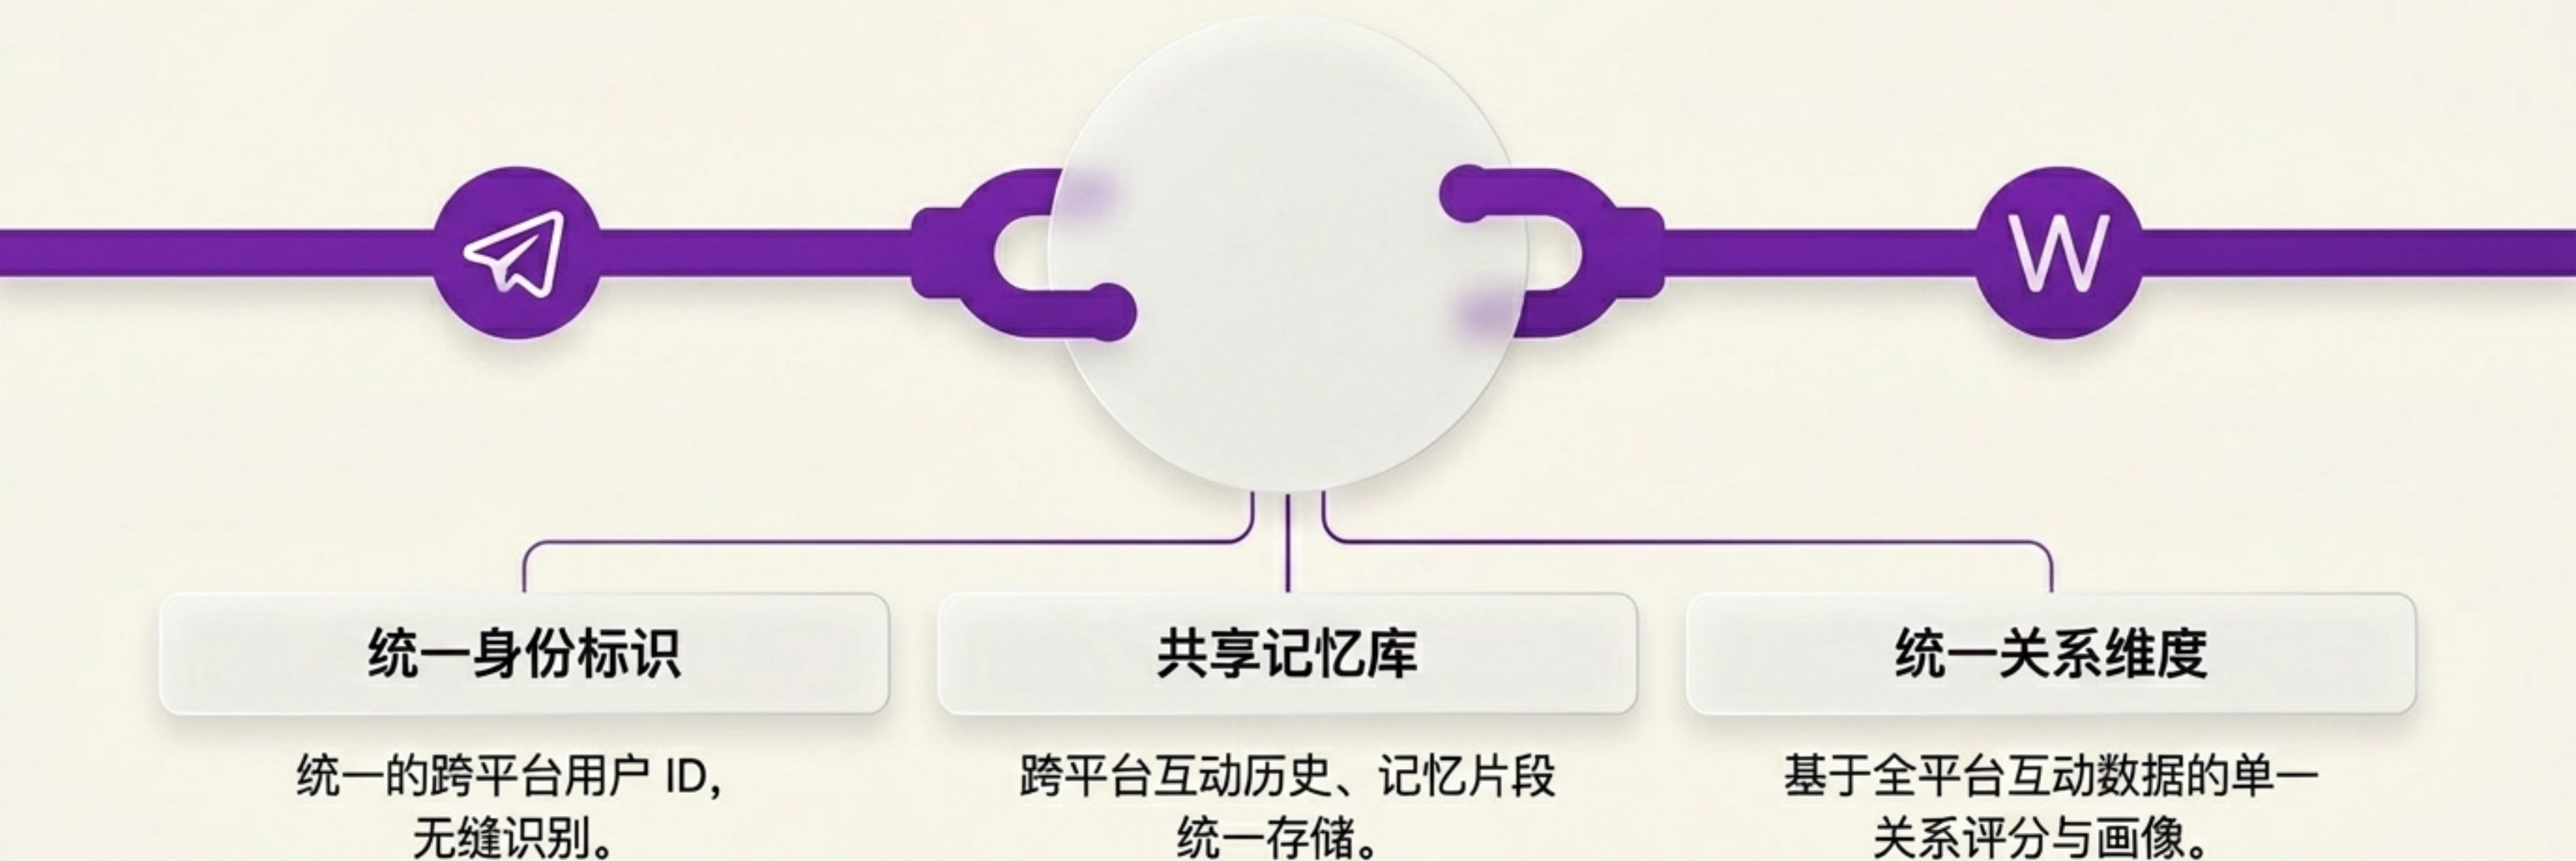 W
统一身份标识
共享记忆库
统一关系维度
统一的跨平台用户 ID,
无缝识别。
跨平台互动历史、记忆片段
统一存储。
基于全平台互动数据的单一
关系评分与画像。